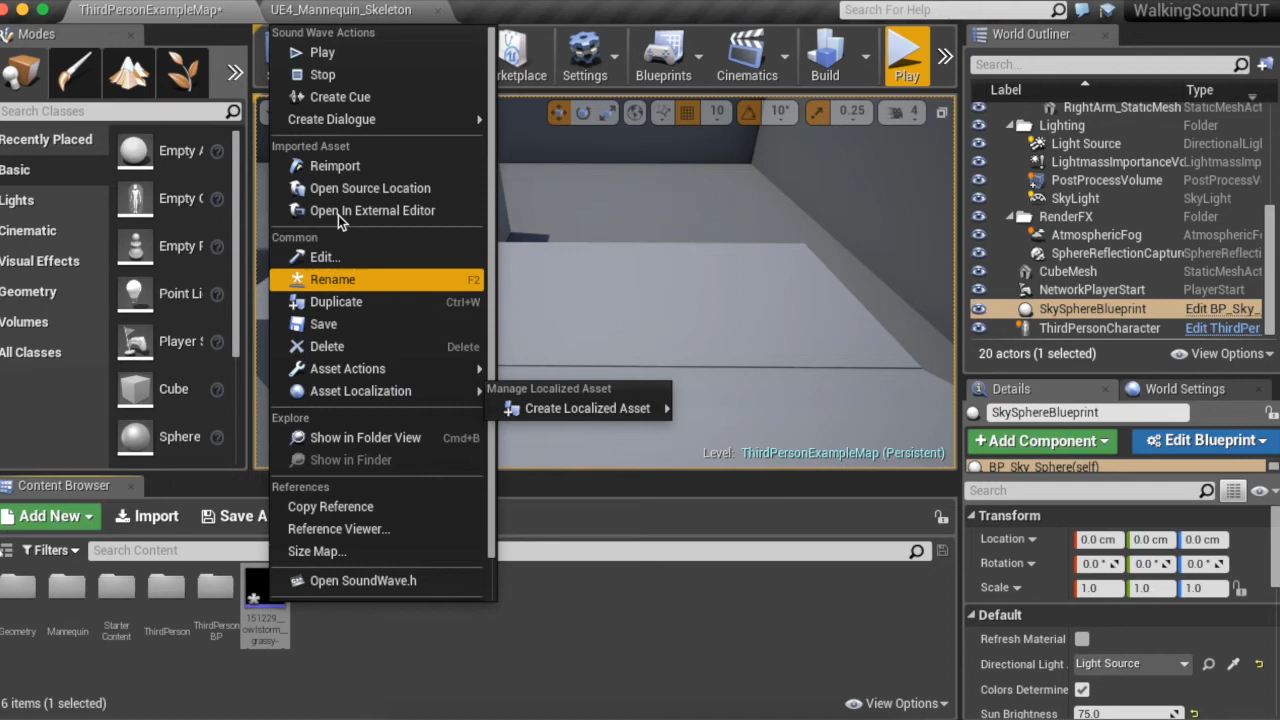 ThirdPersonExampleMap*
UE4_Mannequin_Skeleton
Search For Help
WalkingSoundTUT
Modes
Search Classes
Recently Placed
Basic
Lights
Cinematic
Visual Effects
Geometry
Volumes
All Classes
Empty A
Empty C
Empty P
Point Li
Player S
Cube
Sphere
Sound Wave Actions
Play
Stop
Create Cue
Create Dialogue
Imported Asset
Reimport
Open Source Location
Open In External Editor
Common
Edit...
Rename F2
Duplicate Ctrl+W
Save
Delete Delete
Asset Actions
Asset Localization
Explore
Show in Folder View Cmd+B
Show in Finder
References
Copy Reference
Reference Viewer...
Size Map...
Open SoundWave.h
Manage Localized Asset
Create Localized Asset
rketplace
Settings
Blueprints
Cinematics
Build
Play
10
10°
0.25
4
Level: ThirdPersonExampleMap (Persistent)
World Outliner
Search...
Label Type
RightArm_StaticMesh StaticMeshAct
Lighting Folder
Light Source DirectionalLigh
LightmassImportanceVo LightmassImp
PostProcessVolume PostProcessV
SkyLight SkyLight
RenderFX Folder
AtmosphericFog AtmosphericF
SphereReflectionCaptur SphereReflect
CubeMesh StaticMeshAct
NetworkPlayerStart PlayerStart
SkySphereBlueprint Edit BP_Sky_
ThirdPersonCharacter Edit ThirdPer
20 actors (1 selected)
View Options
Details
World Settings
SkySphereBlueprint
+ Add Component
Edit Blueprint
BP_Sky_Sphere(self)
Search
Transform
Location 0.0 cm 0.0 cm 0.0 cm
Rotation 0.0 ° 0.0 ° 0.0 °
Scale 1.0 1.0 1.0
Default
Refresh Material
Directional Light Light Source
Colors Determine
Sun Brightness 75.0
Content Browser
Add New
Import
Save A
Filters
Search Content
Geometry
Mannequin
Starter
Content
ThirdPerson
ThirdPerson
BP
151229__
owlstorm__
grassy-
6 items (1 selected)
View Options